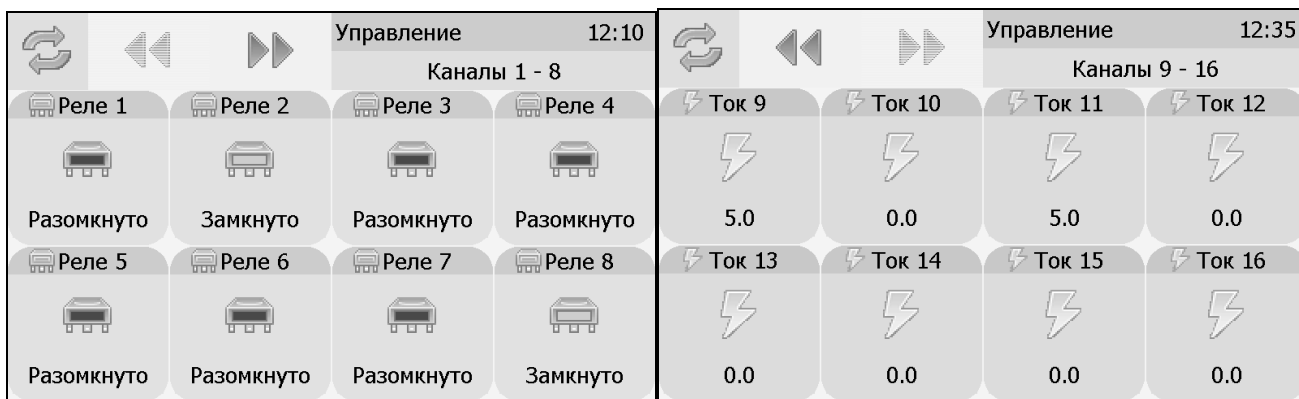 Управление 12:10
Каналы 1 - 8
Реле 1 Реле 2 Реле 3 Реле 4
Разомкнуто Замкнуто Разомкнуто Разомкнуто
Реле 5 Реле 6 Реле 7 Реле 8
Разомкнуто Разомкнуто Разомкнуто Замкнуто
Управление 12:35
Каналы 9 - 16
Ток 9 Ток 10 Ток 11 Ток 12
5.0 0.0 5.0 0.0
Ток 13 Ток 14 Ток 15 Ток 16
0.0 0.0 0.0 0.0